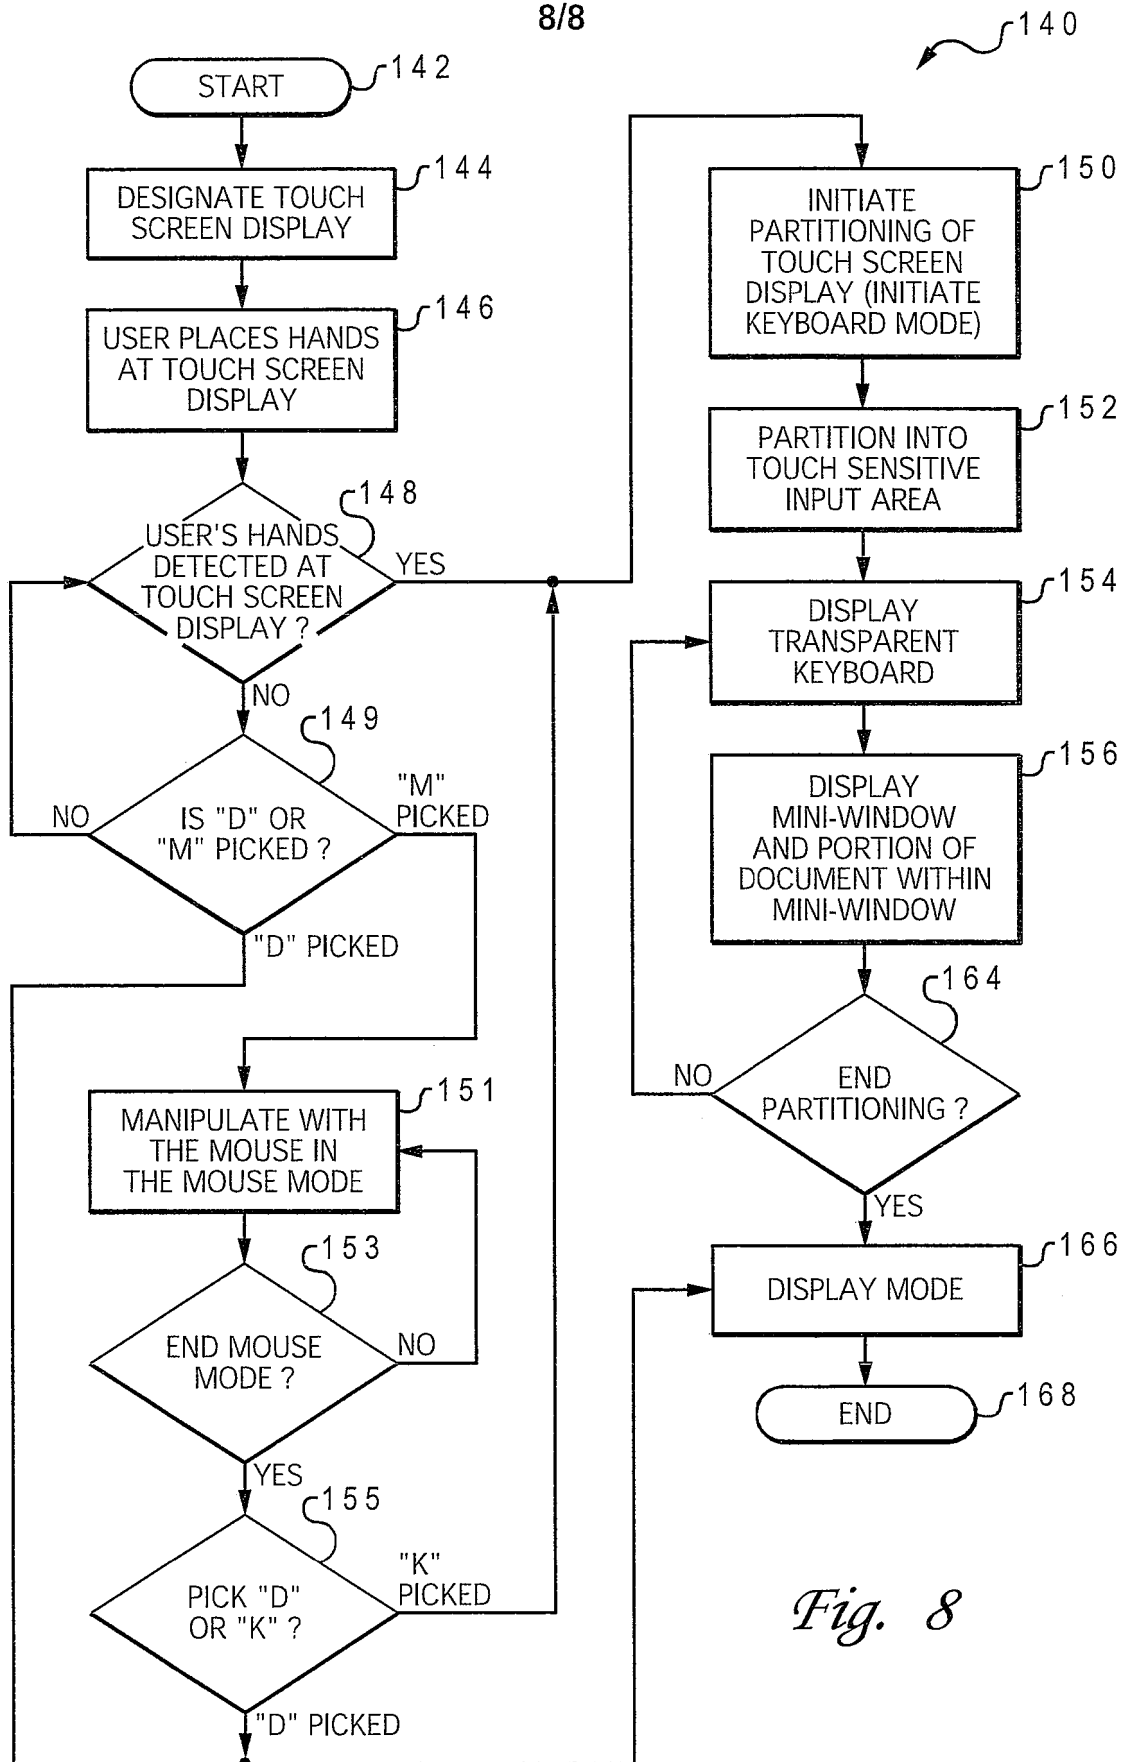 8/8
140
START
142
DESIGNATE TOUCH
SCREEN DISPLAY
144
USER PLACES HANDS
AT TOUCH SCREEN
DISPLAY
146
USER'S HANDS
DETECTED AT
TOUCH SCREEN
DISPLAY ?
148
YES
NO
149
IS "D" OR
"M" PICKED ?
NO
"M"
PICKED
"D" PICKED
MANIPULATE WITH
THE MOUSE IN
THE MOUSE MODE
151
153
END MOUSE
MODE ?
NO
YES
155
PICK "D"
OR "K" ?
"K"
PICKED
"D" PICKED
INITIATE
PARTITIONING OF
TOUCH SCREEN
DISPLAY (INITIATE
KEYBOARD MODE)
150
PARTITION INTO
TOUCH SENSITIVE
INPUT AREA
152
DISPLAY
TRANSPARENT
KEYBOARD
154
DISPLAY
MINI-WINDOW
AND PORTION OF
DOCUMENT WITHIN
MINI-WINDOW
156
164
END
PARTITIONING ?
NO
YES
DISPLAY MODE
166
END
168
Fig. 8